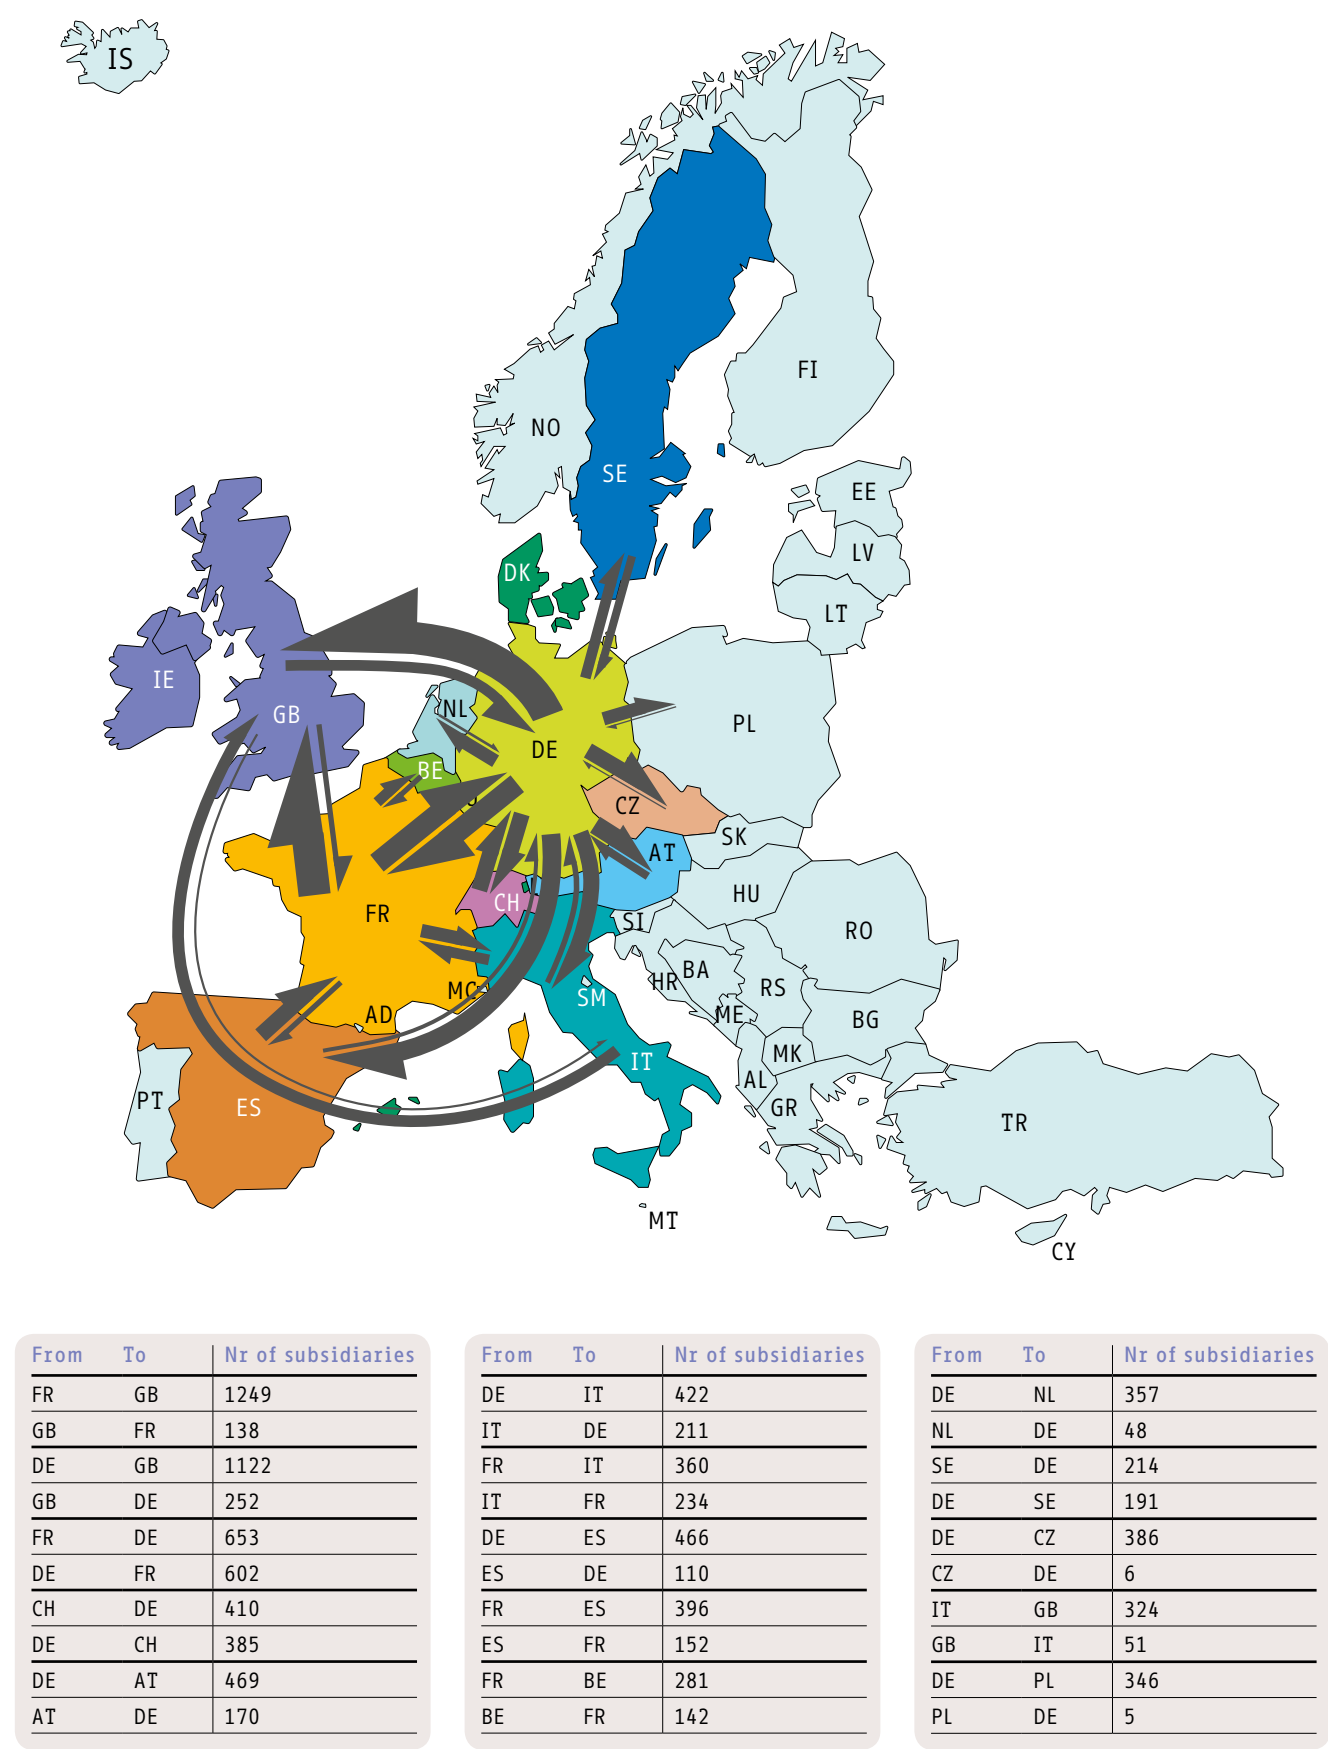 IS
FI
NO
SE
EE
LV
DK
LT
IE
NL
GB
PL
DE
BE
CZ
SK
AT
HU
CH
FR
SI
RO
BA
HR
RS
MC
SM
AD
ME
BG
MK
IT
AL
PT
ES
GR
TR
MT
CY
From To Nr of subsidiaries
FR GB 1249
GB FR 138
DE GB 1122
GB DE 252
FR DE 653
DE FR 602
CH DE 410
DE CH 385
DE AT 469
AT DE 170
From To Nr of subsidiaries
DE IT 422
IT DE 211
FR IT 360
IT FR 234
DE ES 466
ES DE 110
FR ES 396
ES FR 152
FR BE 281
BE FR 142
From To Nr of subsidiaries
DE NL 357
NL DE 48
SE DE 214
DE SE 191
DE CZ 386
CZ DE 6
IT GB 324
GB IT 51
DE PL 346
PL DE 5